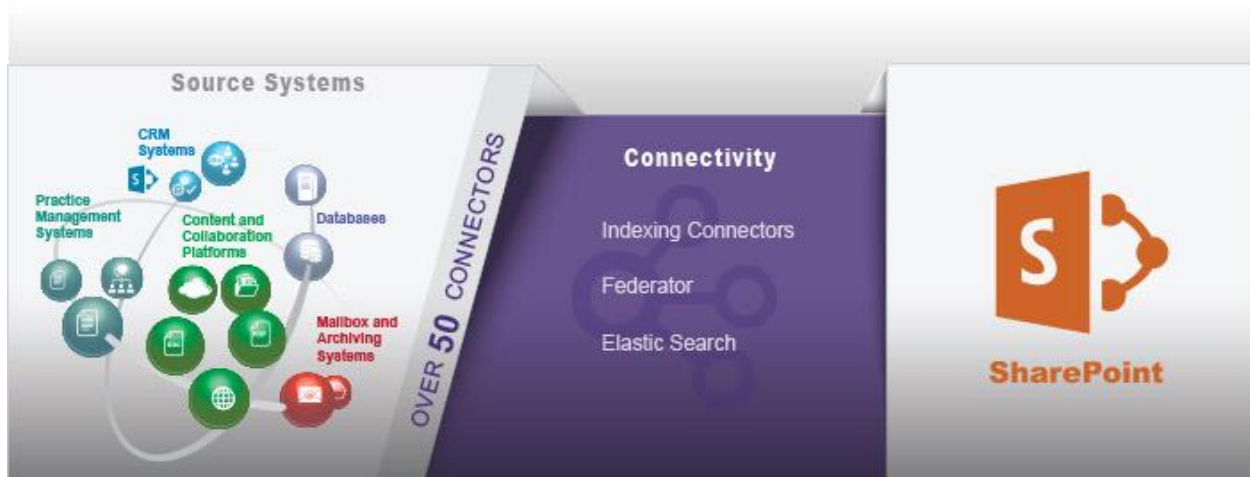 Source Systems
CRM
Systems
Practice
Management
Systems
Content and
Collaboration
Platforms
Databases
Mailbox and
Archiving
Systems
OVER 50 CONNECTORS
Connectivity
Indexing Connectors
Federator
Elastic Search
S
SharePoint